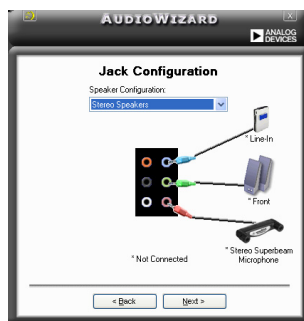 AUDIOWIZARD
ANALOG
DEVICES
Jack Configuration
Speaker Configuration:
Stereo Speakers
* Line-In
* Front
* Stereo Superbeam
Microphone
* Not Connected
< Back
Next >